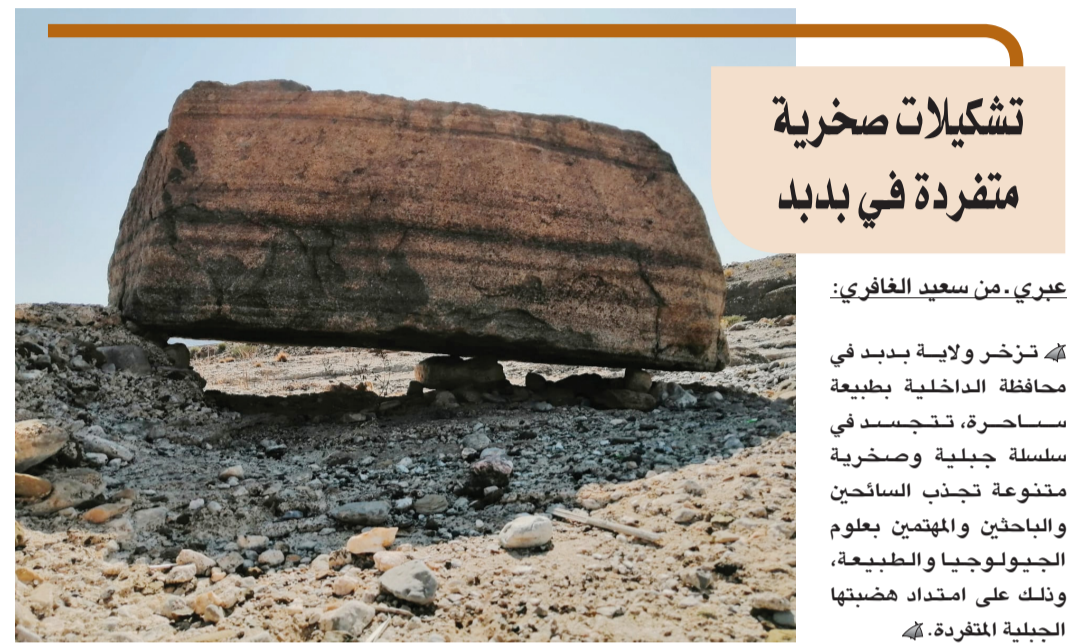 تشكيلات صخرية
متفردة في بدبد
عبري ـ من سعيد الغافري:
تزخر ولاية بدبد في
محافظة الداخلية بطبيعة
ساحرة، تتجسد في
سلسلة جبلية وصخرية
متنوعة تجذب السائحين
والباحثين والمهتمين بعلوم
الجيولوجيا والطبيعة،
وذلك على امتداد هضبتها
الجبلية المتفردة.